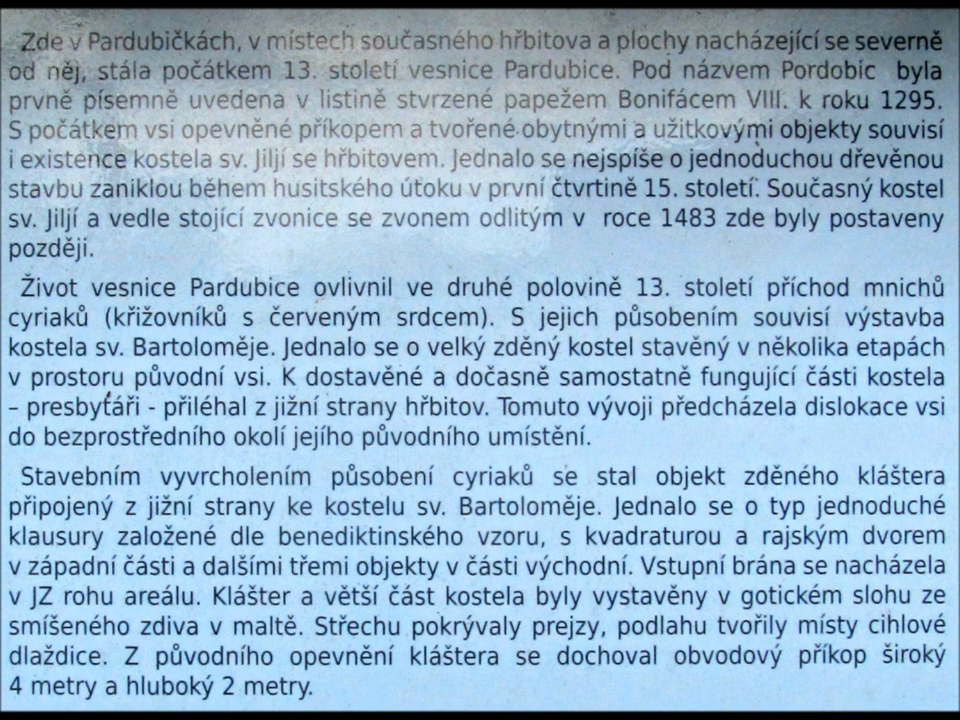 Zde v Pardubičkách, v místech současného hřbitova a plochy nacházející se severně
od něj, stála počátkem 13. století vesnice Pardubice. Pod názvem Pordobic byla
prvně písemně uvedena v listině stvrzené papežem Bonifácem VIII. k roku 1295.
S počátkem vsi opevněné příkopem a tvořené obytnými a užitkovými objekty souvisí
i existence kostela sv. Jiljí se hřbitovem. Jednalo se nejspíše o jednoduchou dřevěnou
stavbu zaniklou během husitského útoku v první čtvrtině 15. století. Současný kostel
sv. Jiljí a vedle stojící zvonice se zvonem odlitým v roce 1483 zde byly postaveny
později.
Život vesnice Pardubice ovlivnil ve druhé polovině 13. století příchod mnichů
cyriaků (křižovníků s červeným srdcem). S jejich působením souvisí výstavba
kostela sv. Bartoloměje. Jednalo se o velký zděný kostel stavěný v několika etapách
v prostoru původní vsi. K dostavěné a dočasně samostatně fungující části kostela
– presbytáři - přiléhal z jižní strany hřbitov. Tomuto vývoji předcházela dislokace vsi
do bezprostředního okolí jejího původního umístění.
Stavebním vyvrcholením působení cyriaků se stal objekt zděného kláštera
připojený z jižní strany ke kostelu sv. Bartoloměje. Jednalo se o typ jednoduché
klausury založené dle benediktinského vzoru, s kvadraturou a rajským dvorem
v západní části a dalšími třemi objekty v části východní. Vstupní brána se nacházela
v JZ rohu areálu. Klášter a větší část kostela byly vystavěny v gotickém slohu ze
smíšeného zdiva v maltě. Střechu pokrývaly prejzy, podlahu tvořily místy cihlové
dlaždice. Z původního opevnění kláštera se dochoval obvodový příkop široký
4 metry a hluboký 2 metry.